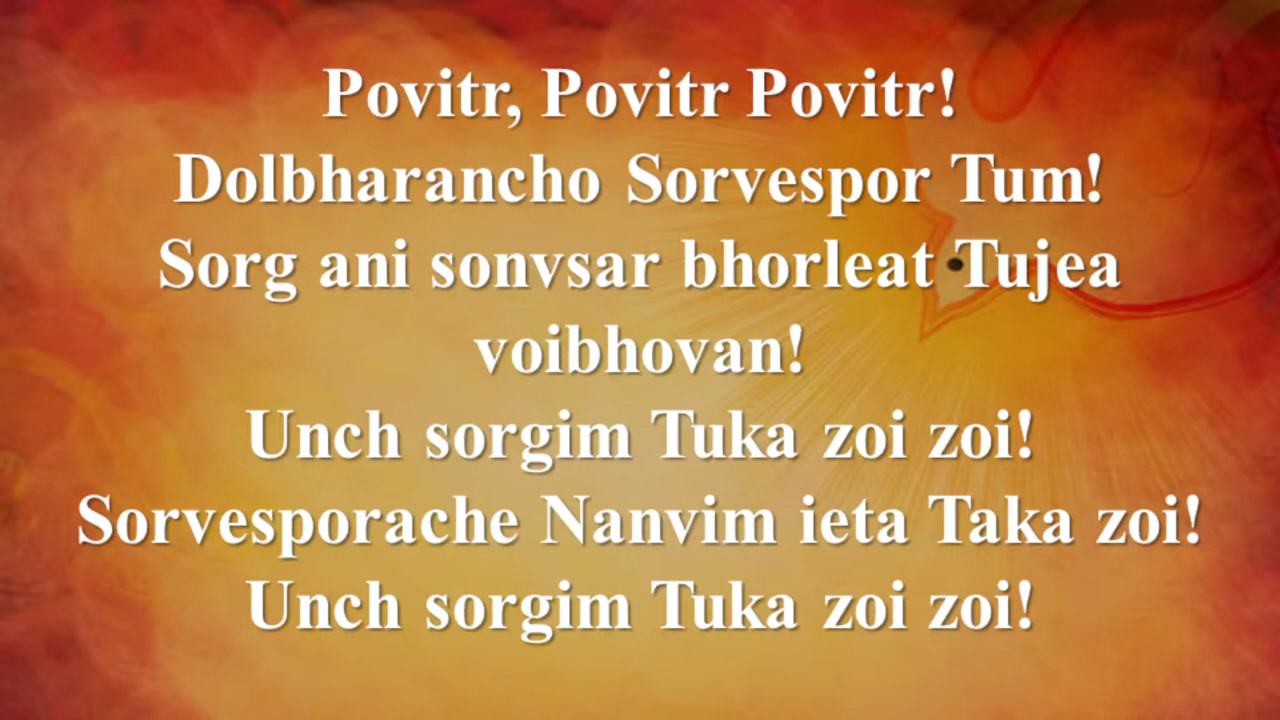 Povitr, Povitr Povitr!
Dolbharancho Sorvespor Tum!
Sorg ani sonvsar bhorleat Tujea
voibhovan!
Unch sorgim Tuka zoi zoi!
Sorvesporache Nanvim ieta Taka zoi!
Unch sorgim Tuka zoi zoi!